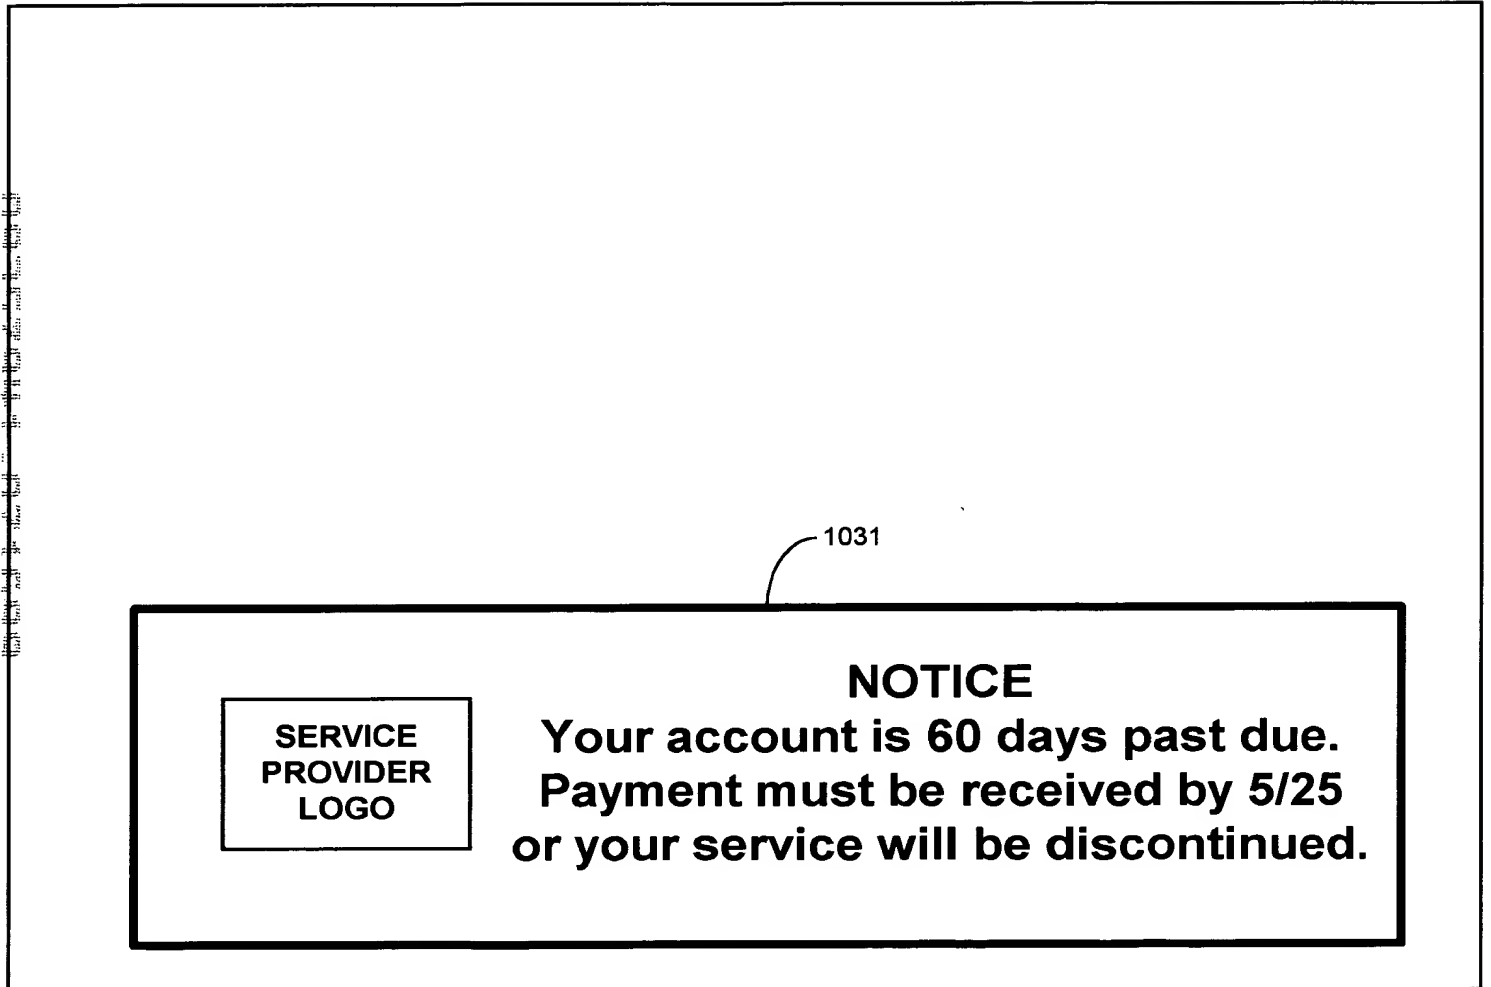 1031
NOTICE
Your account is 60 days past due.
Payment must be received by 5/25
or your service will be discontinued.
SERVICE
PROVIDER
LOGO